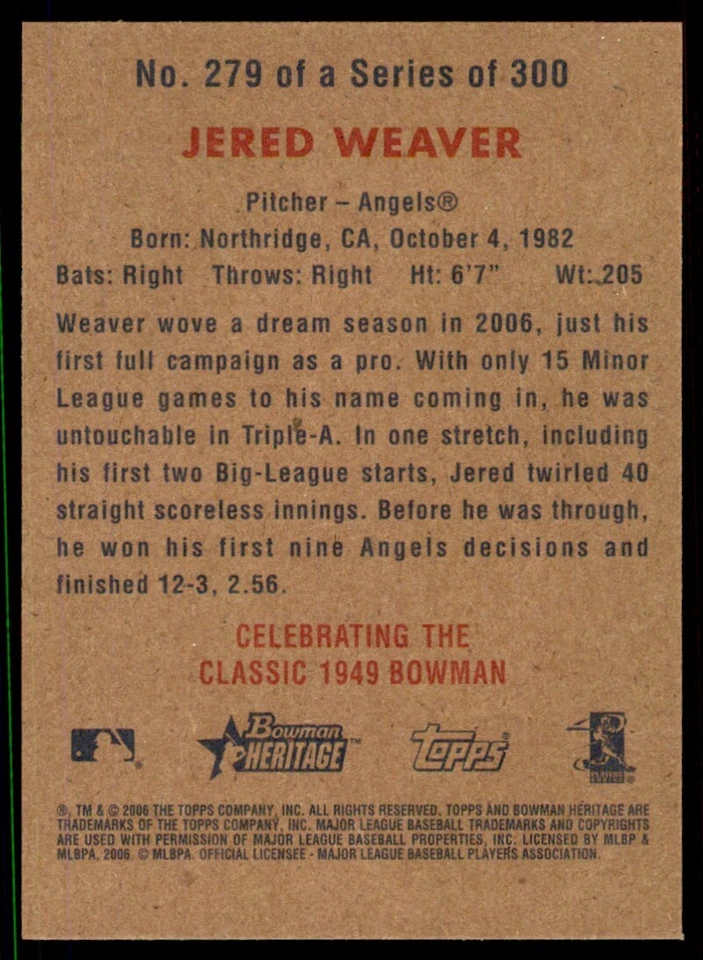 No. 279 of a Series of 300
JERED WEAVER
Pitcher – Angels®
Born: Northridge, CA, October 4, 1982
Bats: Right Throws: Right Ht: 6'7" Wt: 205
Weaver wove a dream season in 2006, just his
first full campaign as a pro. With only 15 Minor
League games to his name coming in, he was
untouchable in Triple-A. In one stretch, including
his first two Big-League starts, Jered twirled 40
straight scoreless innings. Before he was through,
he won his first nine Angels decisions and
finished 12-3, 2.56.
CELEBRATING THE
CLASSIC 1949 BOWMAN
Bowman HERITAGE™
Topps®
PLAYERS CHOICE
®, TM & © 2006 THE TOPPS COMPANY, INC. ALL RIGHTS RESERVED. TOPPS AND BOWMAN HERITAGE ARE
TRADEMARKS OF THE TOPPS COMPANY, INC. MAJOR LEAGUE BASEBALL TRADEMARKS AND COPYRIGHTS
ARE USED WITH PERMISSION OF MAJOR LEAGUE BASEBALL PROPERTIES, INC. LICENSED BY MLBP &
MLBPA, 2006. © MLBPA. OFFICIAL LICENSEE - MAJOR LEAGUE BASEBALL PLAYERS ASSOCIATION.